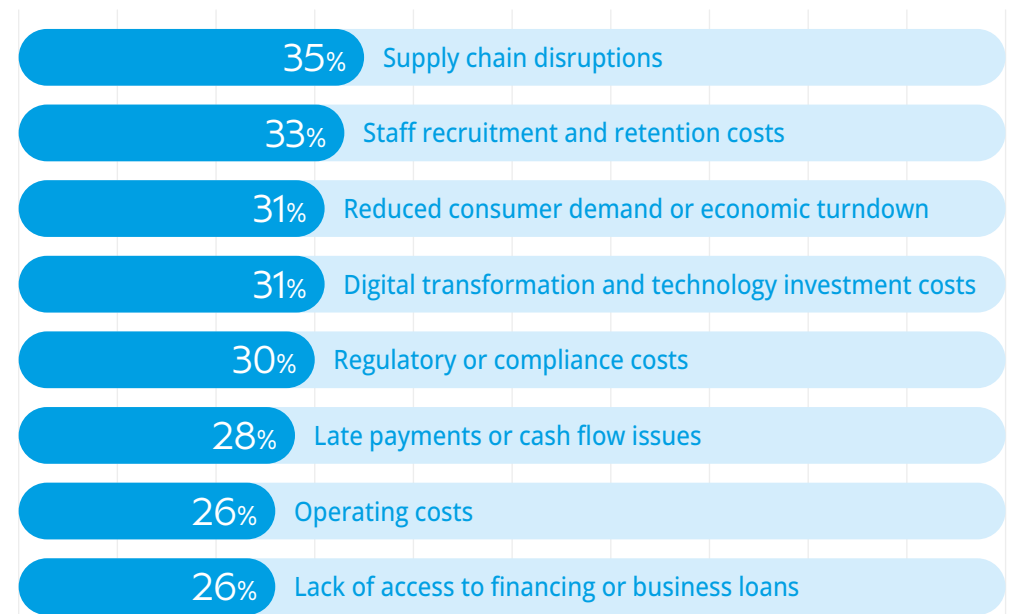 35% Supply chain disruptions
33% Staff recruitment and retention costs
31% Reduced consumer demand or economic turndown
31% Digital transformation and technology investment costs
30% Regulatory or compliance costs
28% Late payments or cash flow issues
26% Operating costs
26% Lack of access to financing or business loans